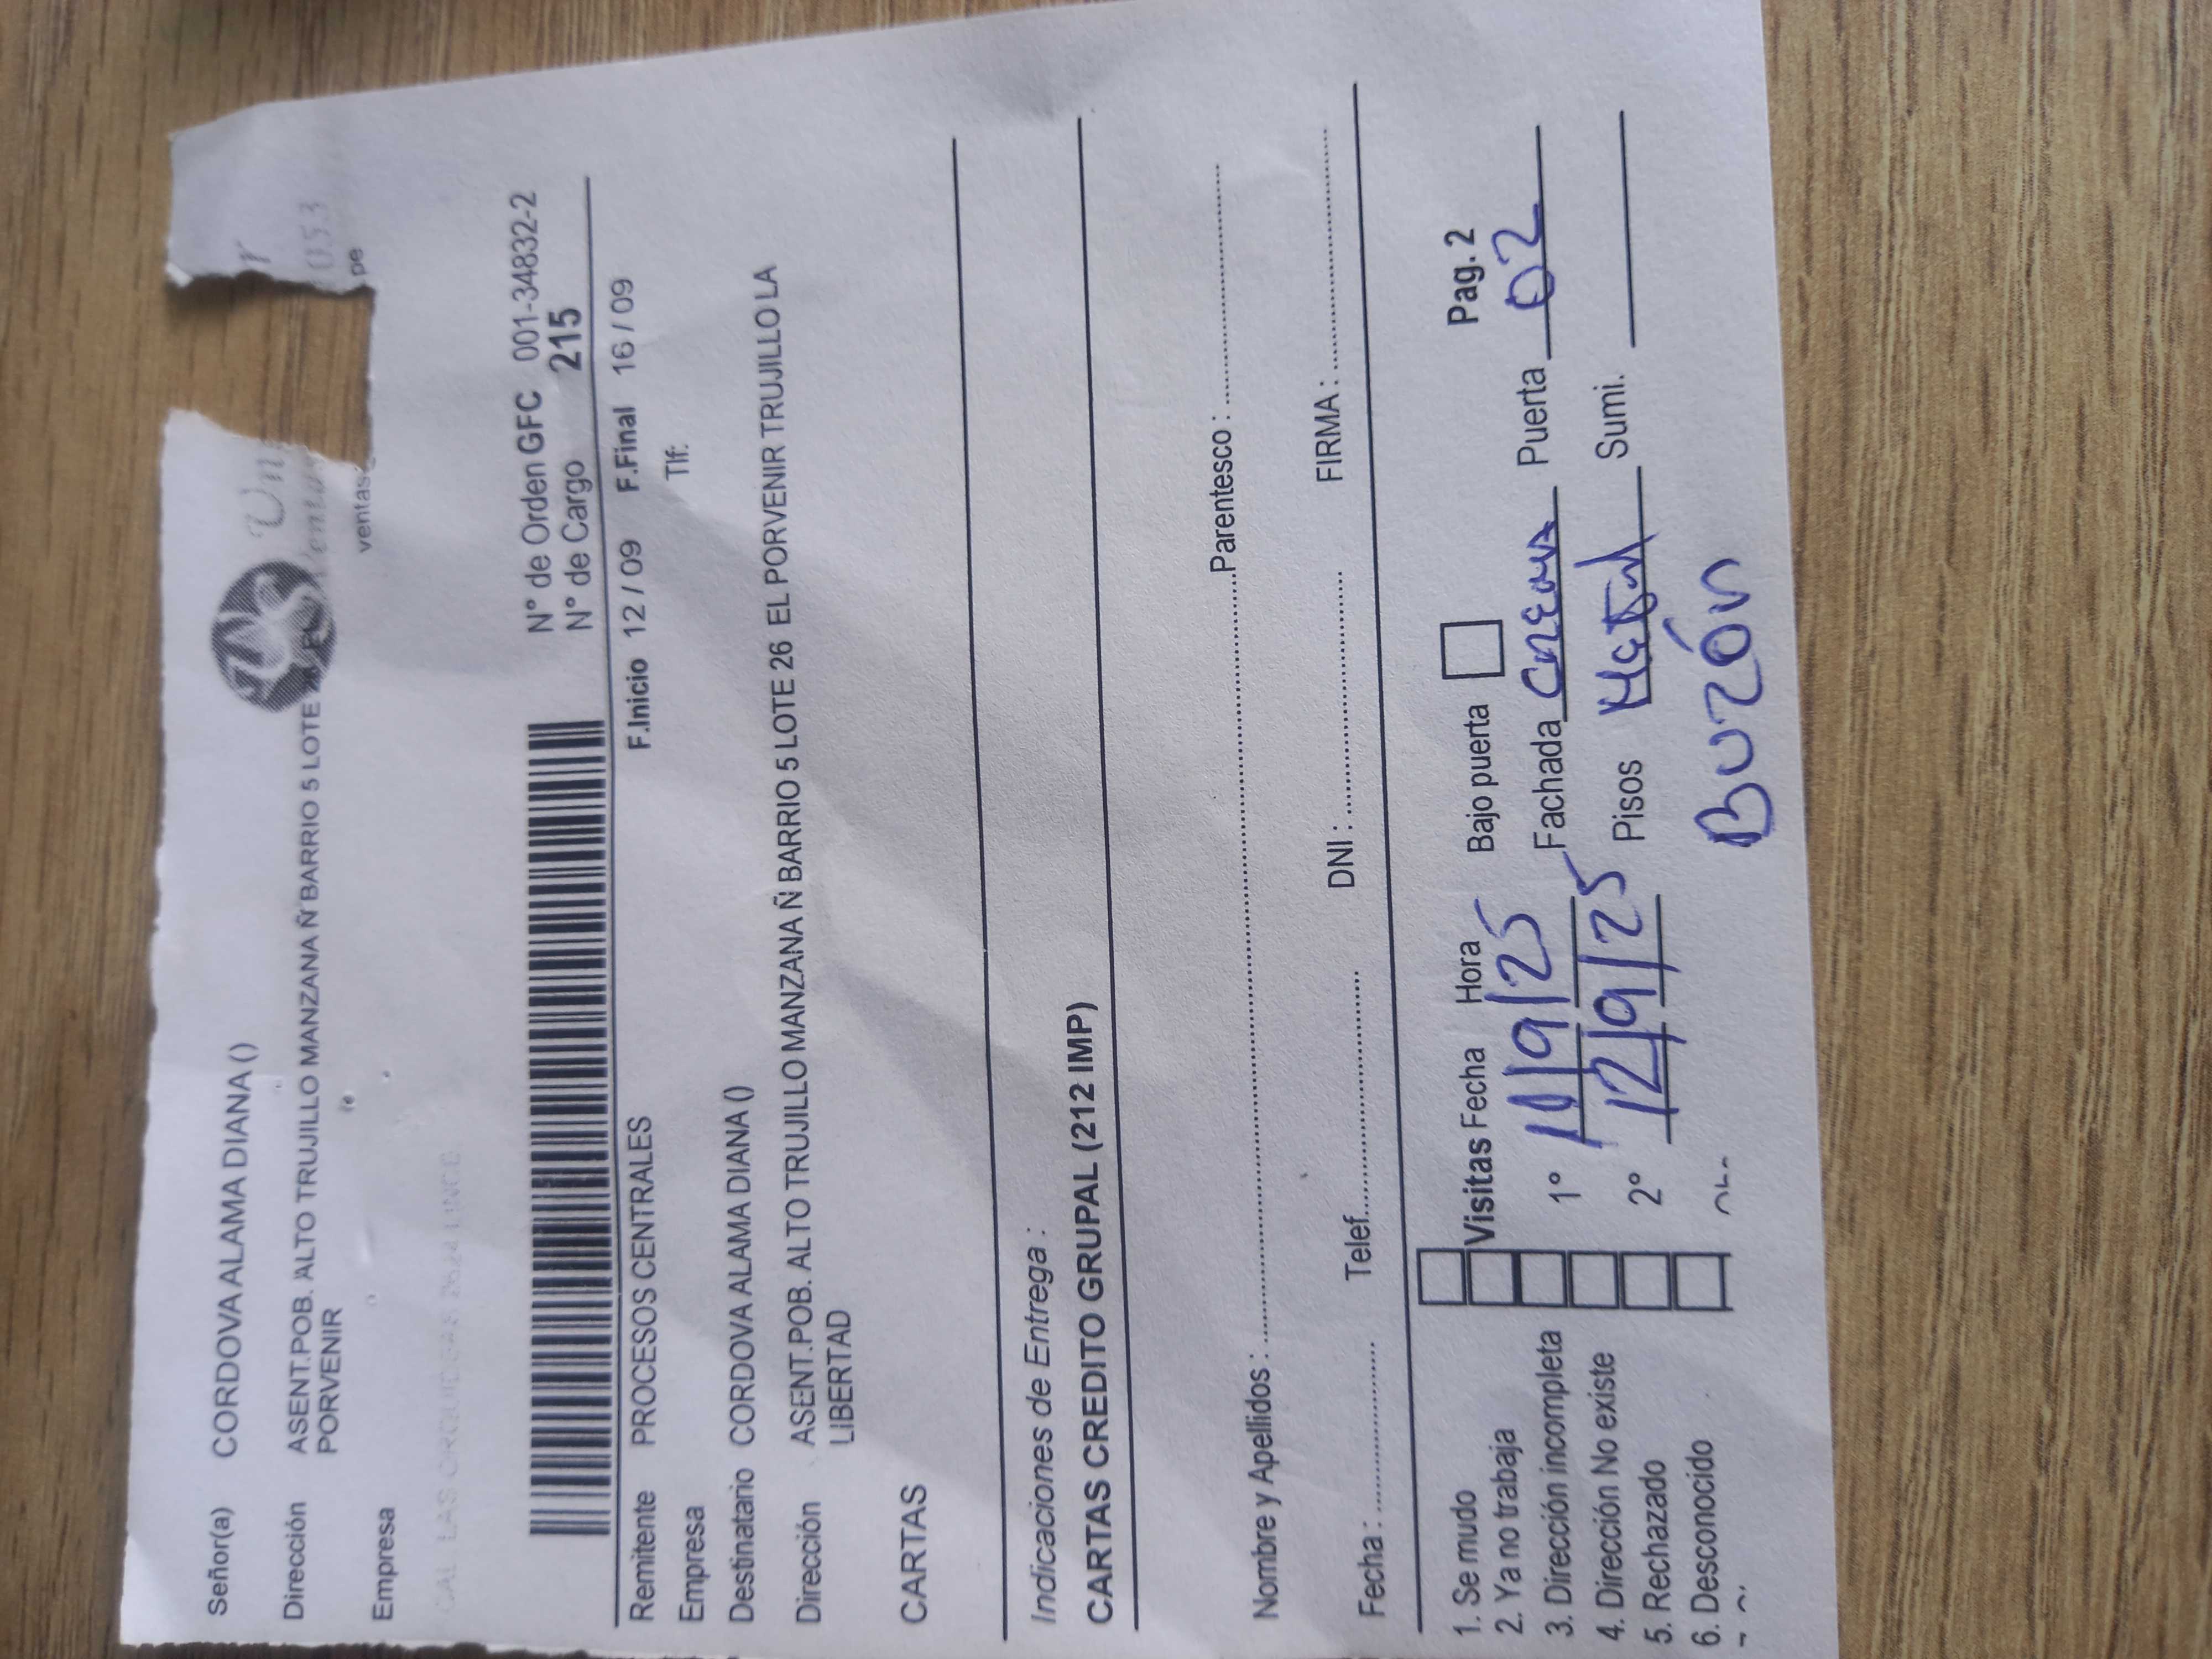 Señor(a) CORDOVA ALAMA DIANA ()
Dirección ASENT.POB. ALTO TRUJILLO MANZANA Ñ BARRIO 5 LOTE
PORVENIR
Empresa
ventas
pe
N° de Orden GFC 001-34832-2
N° de Cargo 215
F.Inicio 12 / 09 F.Final 16 / 09
Remitente PROCESOS CENTRALES
Empresa Tlf:
Destinatario CORDOVA ALAMA DIANA ()
Dirección ASENT.POB. ALTO TRUJILLO MANZANA Ñ BARRIO 5 LOTE 26 EL PORVENIR TRUJILLO LA
LIBERTAD
CARTAS
Indicaciones de Entrega :
CARTAS CREDITO GRUPAL (212 IMP)
Nombre y Apellidos : Parentesco :
Fecha : Telef. DNI : FIRMA :
1. Se mudo
2. Ya no trabaja
3. Dirección incompleta
4. Dirección No existe
5. Rechazado
6. Desconocido
Visitas Fecha Hora Bajo puerta Pag. 2
1° 11/9/25 Fachada Crema Puerta 02
2° 12/9/25 Pisos Metal Sumi.
Buzón